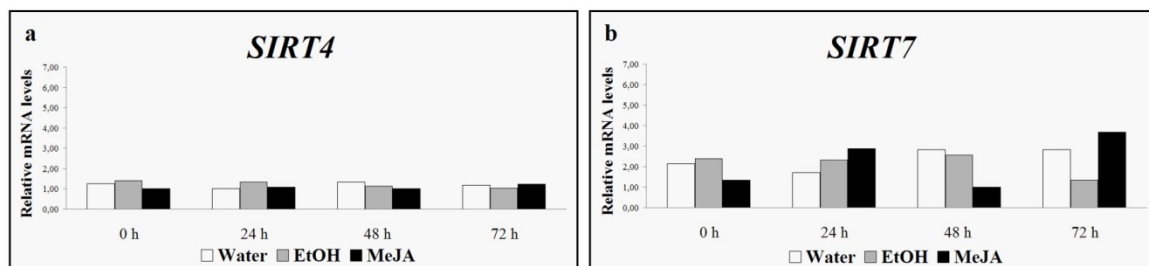 a
SIRT4
Relative mRNA levels
7,00
6,00
5,00
4,00
3,00
2,00
1,00
0,00
0 h 24 h 48 h 72 h
Water EtOH MeJA
b
SIRT7
Relative mRNA levels
7,00
6,00
5,00
4,00
3,00
2,00
1,00
0,00
0 h 24 h 48 h 72 h
Water EtOH MeJA